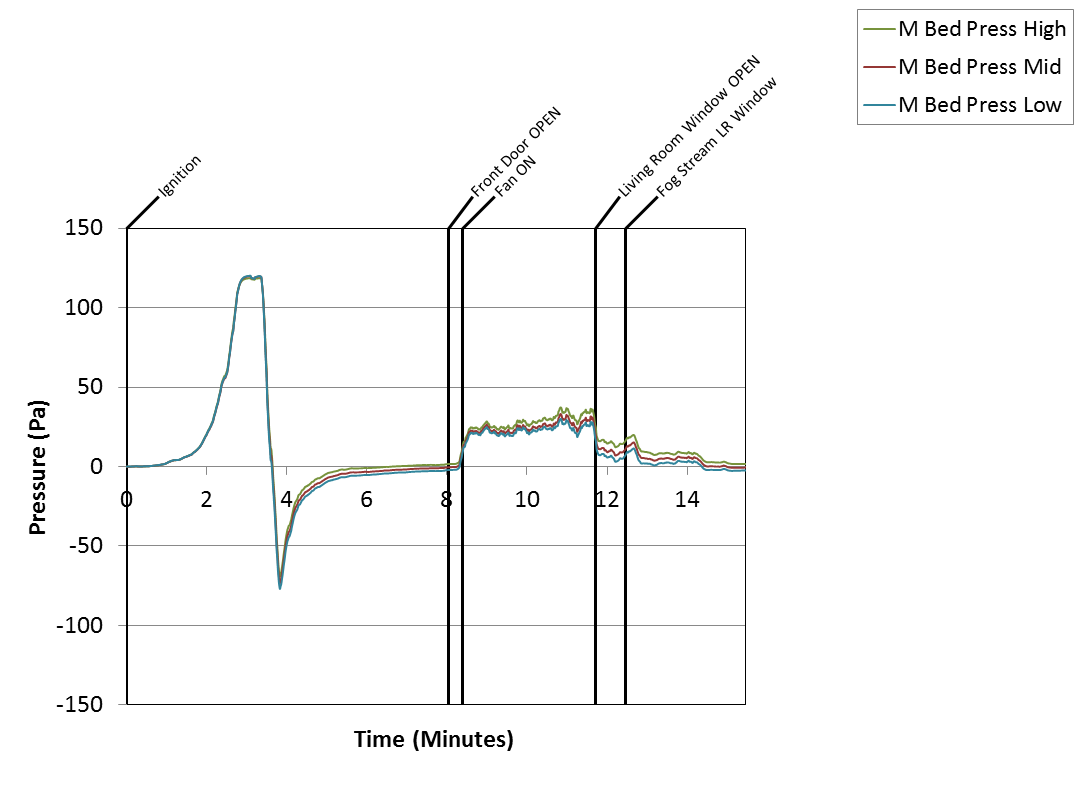 M Bed Press High
M Bed Press Mid
M Bed Press Low
Ignition
Front Door OPEN
Fan ON
Living Room Window OPEN
Fog Stream LR Window
150
100
50
0
-50
-100
-150
0 2 4 6 8 10 12 14
Pressure (Pa)
Time (Minutes)